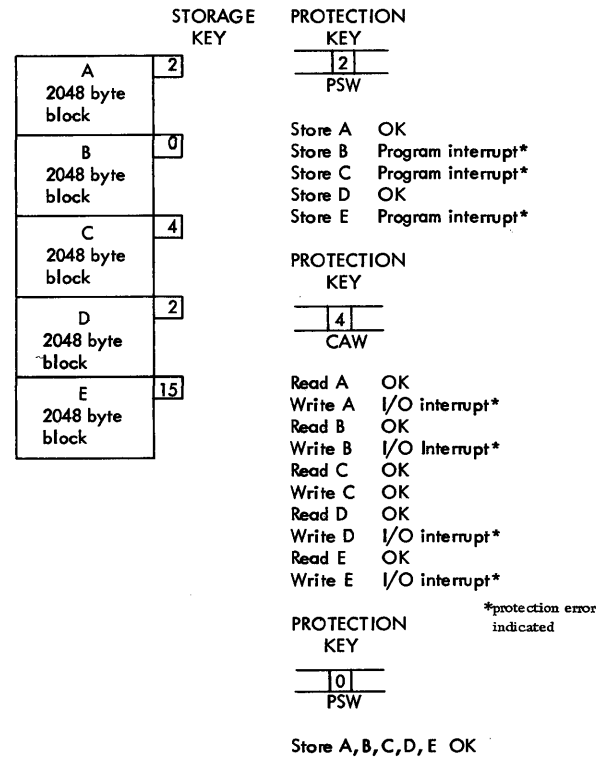 STORAGE
KEY
A
2048 byte
block
2
B
2048 byte
block
0
C
2048 byte
block
4
D
2048 byte
block
2
E
2048 byte
block
15
PROTECTION
KEY
2
PSW
Store A OK
Store B Program interrupt*
Store C Program interrupt*
Store D OK
Store E Program interrupt*
PROTECTION
KEY
4
CAW
Read A OK
Write A I/O interrupt*
Read B OK
Write B I/O Interrupt*
Read C OK
Write C OK
Read D OK
Write D I/O interrupt*
Read E OK
Write E I/O interrupt*
*protection error
indicated
PROTECTION
KEY
0
PSW
Store A,B,C,D,E OK